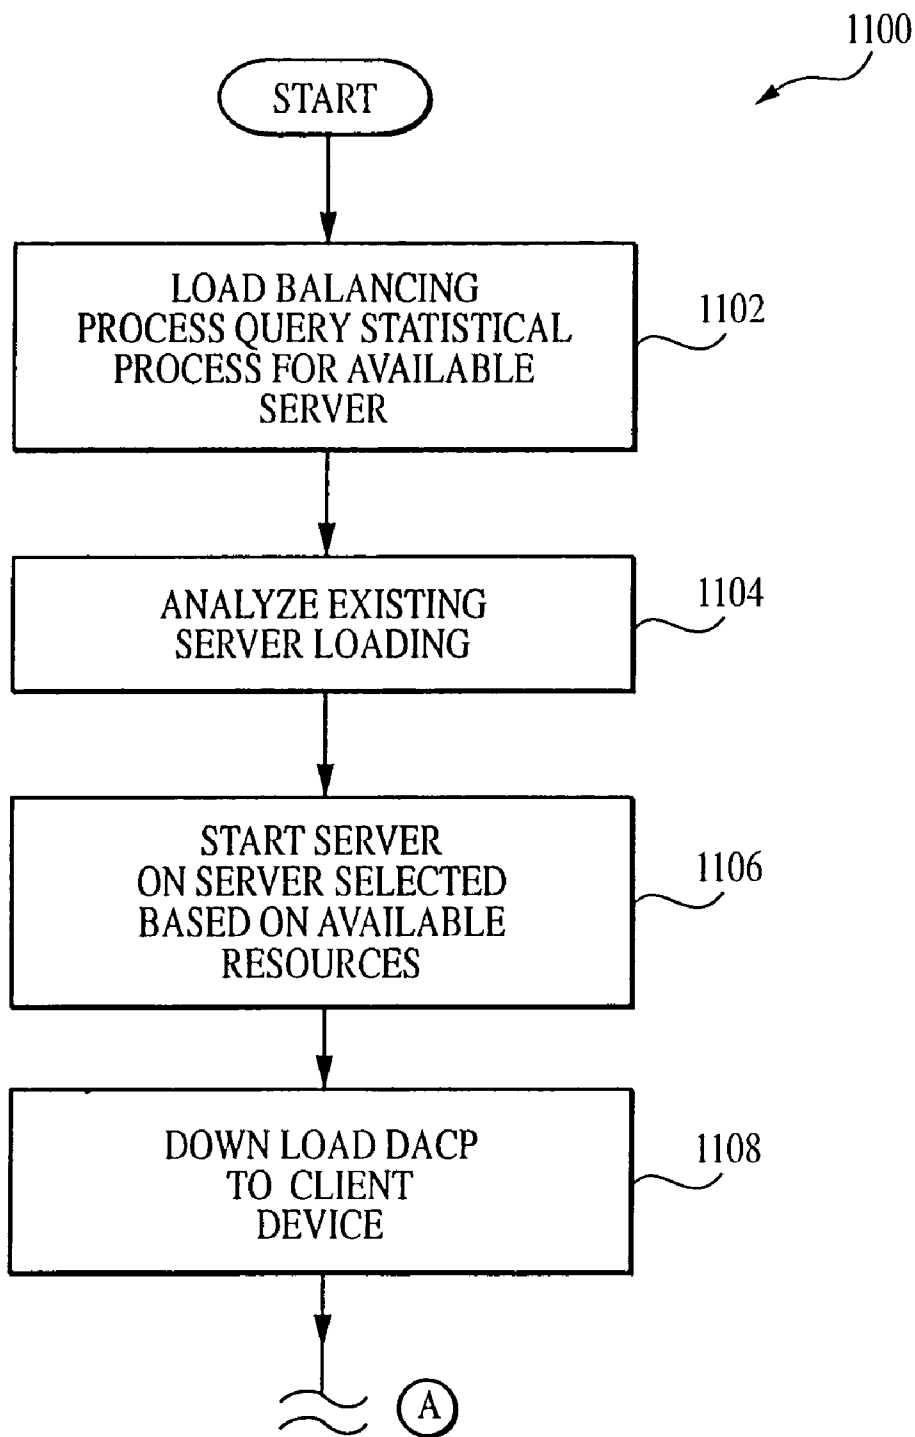 1100
START
LOAD BALANCING
PROCESS QUERY STATISTICAL
PROCESS FOR AVAILABLE
SERVER
1102
ANALYZE EXISTING
SERVER LOADING
1104
START SERVER
ON SERVER SELECTED
BASED ON AVAILABLE
RESOURCES
1106
DOWN LOAD DACP
TO CLIENT
DEVICE
1108
A